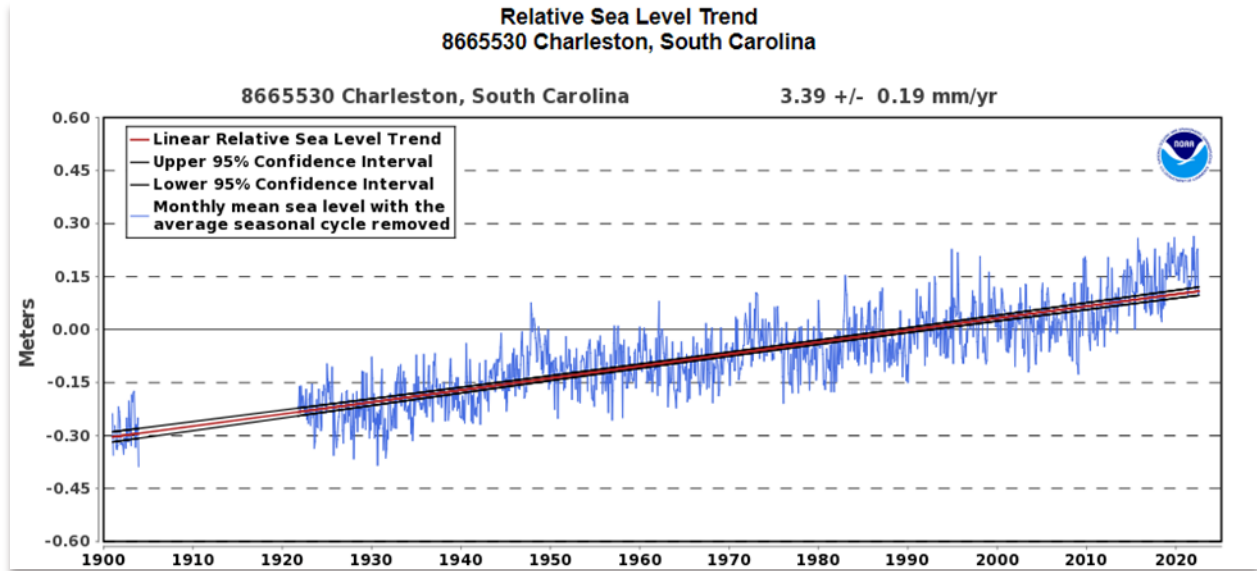 Relative Sea Level Trend
8665530 Charleston, South Carolina
8665530 Charleston, South Carolina 3.39 +/- 0.19 mm/yr
Linear Relative Sea Level Trend
Upper 95% Confidence Interval
Lower 95% Confidence Interval
Monthly mean sea level with the
average seasonal cycle removed
NOAA
Meters
0.60
0.45
0.30
0.15
0.00
-0.15
-0.30
-0.45
-0.60
1900 1910 1920 1930 1940 1950 1960 1970 1980 1990 2000 2010 2020